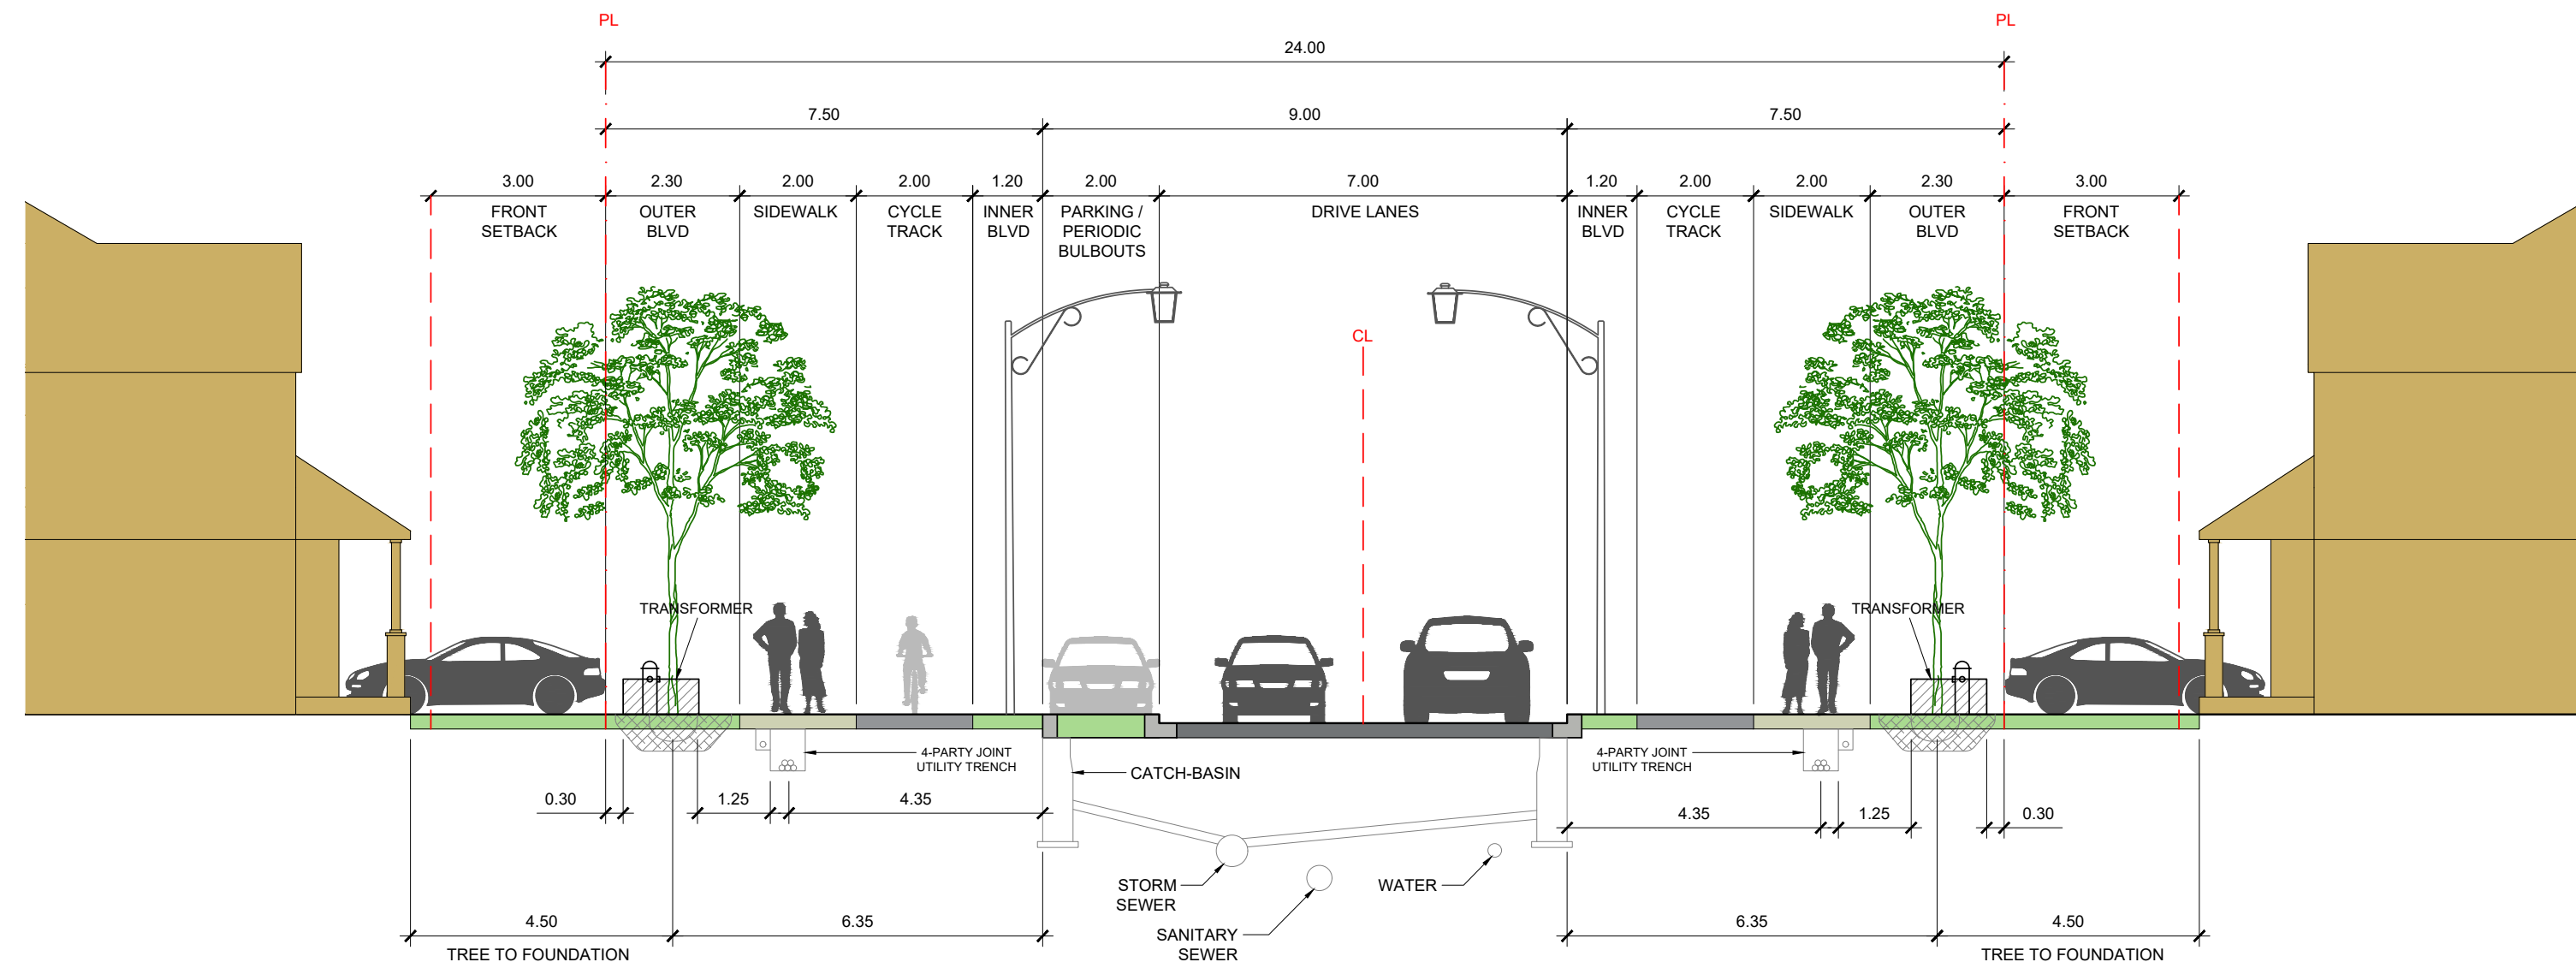 PL
PL
24.00
7.50
9.00
7.50
3.00
2.30
2.00
2.00
1.20
2.00
7.00
1.20
2.00
2.00
2.30
3.00
FRONT
SETBACK
OUTER
BLVD
SIDEWALK
CYCLE
TRACK
INNER
BLVD
PARKING /
PERIODIC
BULBOUTS
DRIVE LANES
INNER
BLVD
CYCLE
TRACK
SIDEWALK
OUTER
BLVD
FRONT
SETBACK
CL
TRANSFORMER
TRANSFORMER
4-PARTY JOINT
UTILITY TRENCH
CATCH-BASIN
4-PARTY JOINT
UTILITY TRENCH
0.30
1.25
4.35
4.35
1.25
0.30
STORM
SEWER
WATER
SANITARY
SEWER
4.50
6.35
6.35
4.50
TREE TO FOUNDATION
TREE TO FOUNDATION